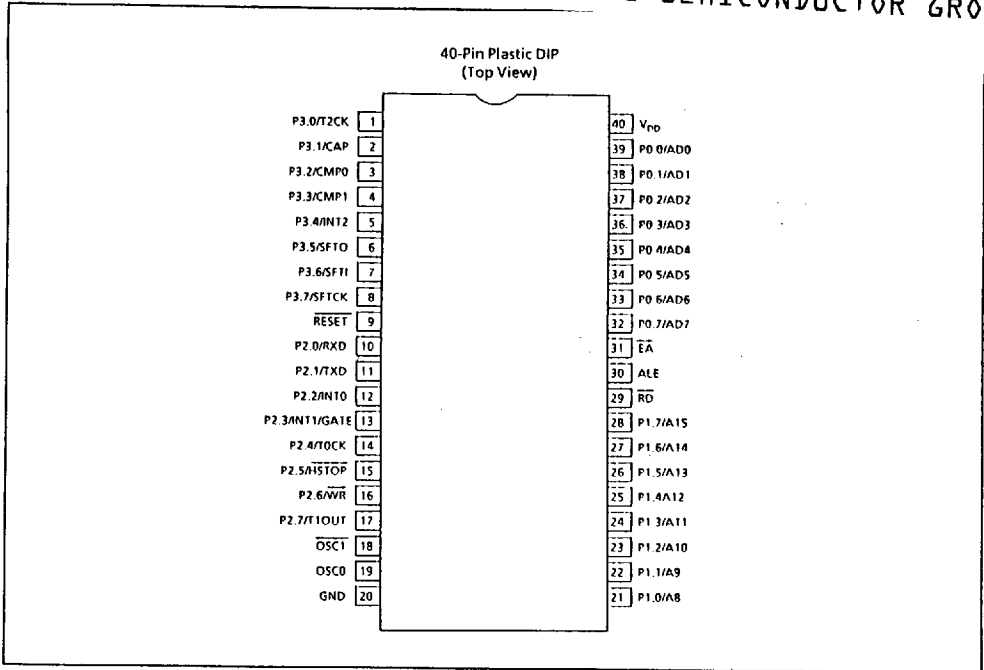 SEMICONDUCTOR GRO
40-Pin Plastic DIP
(Top View)
P3.0/T2CK 1
P3.1/CAP 2
P3.2/CMP0 3
P3.3/CMP1 4
P3.4/INT2 5
P3.5/SFTO 6
P3.6/SFTI 7
P3.7/SFTCK 8
R̅E̅S̅E̅T̅ 9
P2.0/RXD 10
P2.1/TXD 11
P2.2/INT0 12
P2.3/INT1/GATE 13
P2.4/T0CK 14
P2.5/H̅S̅T̅O̅P̅ 15
P2.6/W̅R̅ 16
P2.7/T1OUT 17
O̅S̅C̅1̅ 18
OSC0 19
GND 20
40 VDD
39 P0.0/AD0
38 P0.1/AD1
37 P0.2/AD2
36 P0.3/AD3
35 P0.4/AD4
34 P0.5/AD5
33 P0.6/AD6
32 P0.7/AD7
31 E̅A̅
30 ALE
29 R̅D̅
28 P1.7/A15
27 P1.6/A14
26 P1.5/A13
25 P1.4/A12
24 P1.3/A11
23 P1.2/A10
22 P1.1/A9
21 P1.0/A8